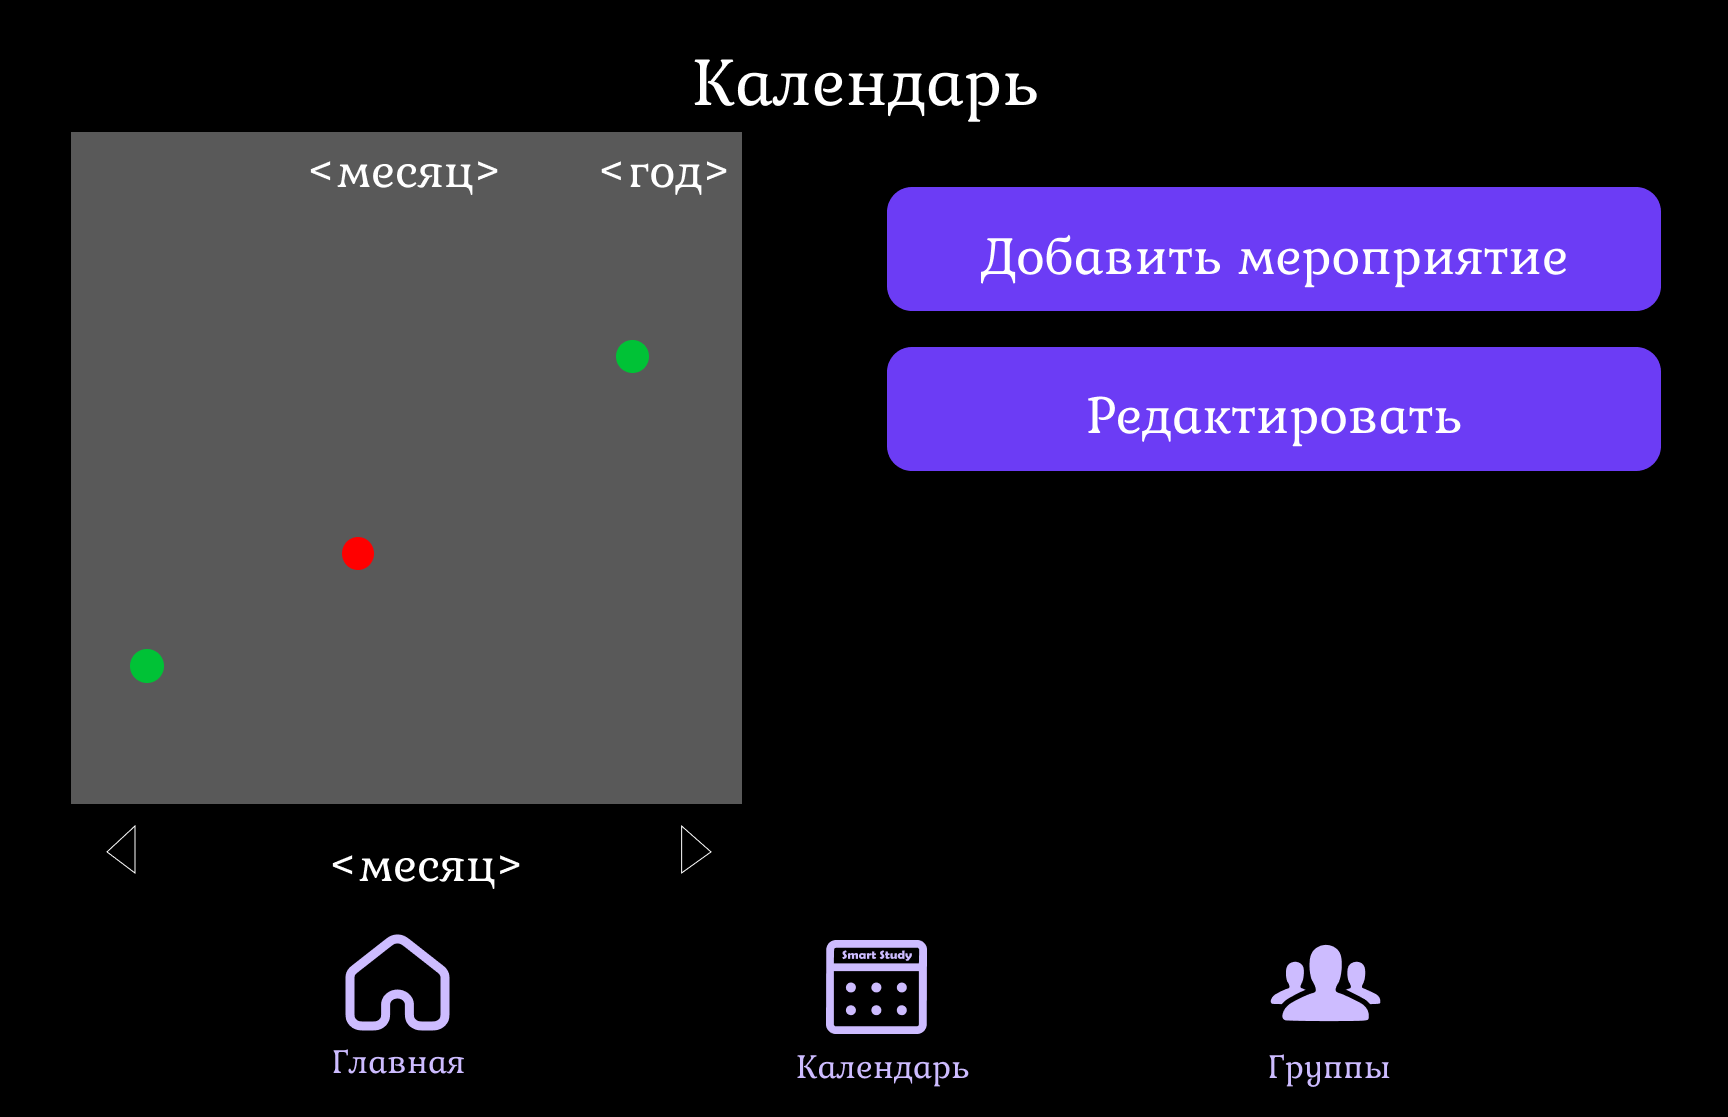 Календарь
<месяц> <год>
Добавить мероприятие
Редактировать
<месяц>
Smart Study
Главная
Календарь
Группы